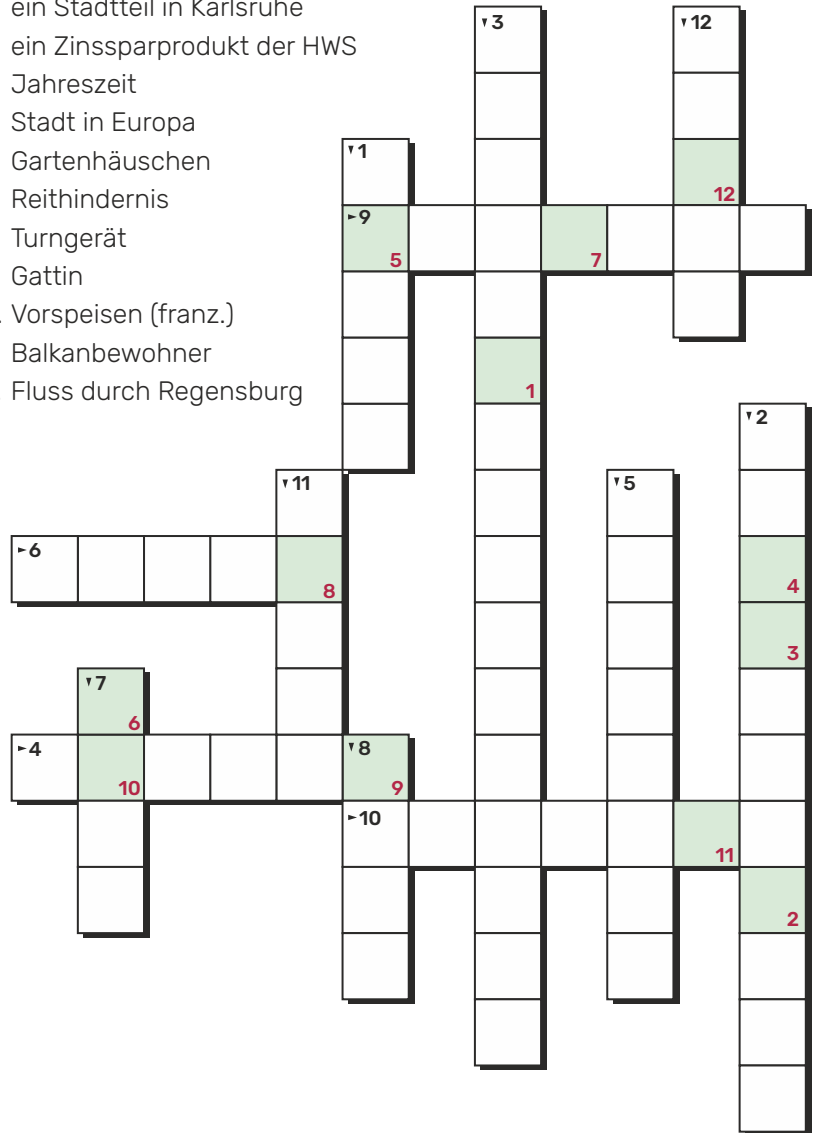 ein Stadtteil in Karlsruhe
ein Zinssparprodukt der HWS
Jahreszeit
Stadt in Europa
Gartenhäuschen
Reithindernis
Turngerät
Gattin
. Vorspeisen (franz.)
Balkanbewohner
Fluss durch Regensburg
3 12
1
12
9
5 7
1
2
11 5
6
8 4
3
7
6
4 8
10 9
10
11
2